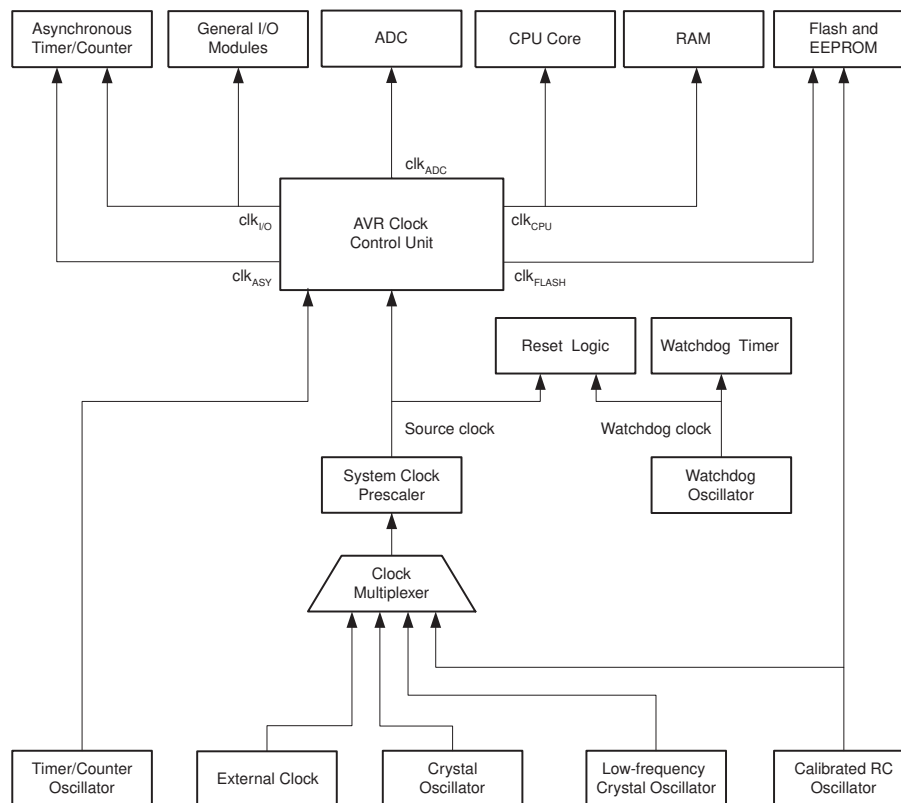 Asynchronous
Timer/Counter
General I/O
Modules
ADC
CPU Core
RAM
Flash and
EEPROM
clkADC
AVR Clock
Control Unit
clkI/O
clkCPU
clkASY
clkFLASH
Reset Logic
Watchdog Timer
Source clock
Watchdog clock
System Clock
Prescaler
Watchdog
Oscillator
Clock
Multiplexer
Timer/Counter
Oscillator
External Clock
Crystal
Oscillator
Low-frequency
Crystal Oscillator
Calibrated RC
Oscillator